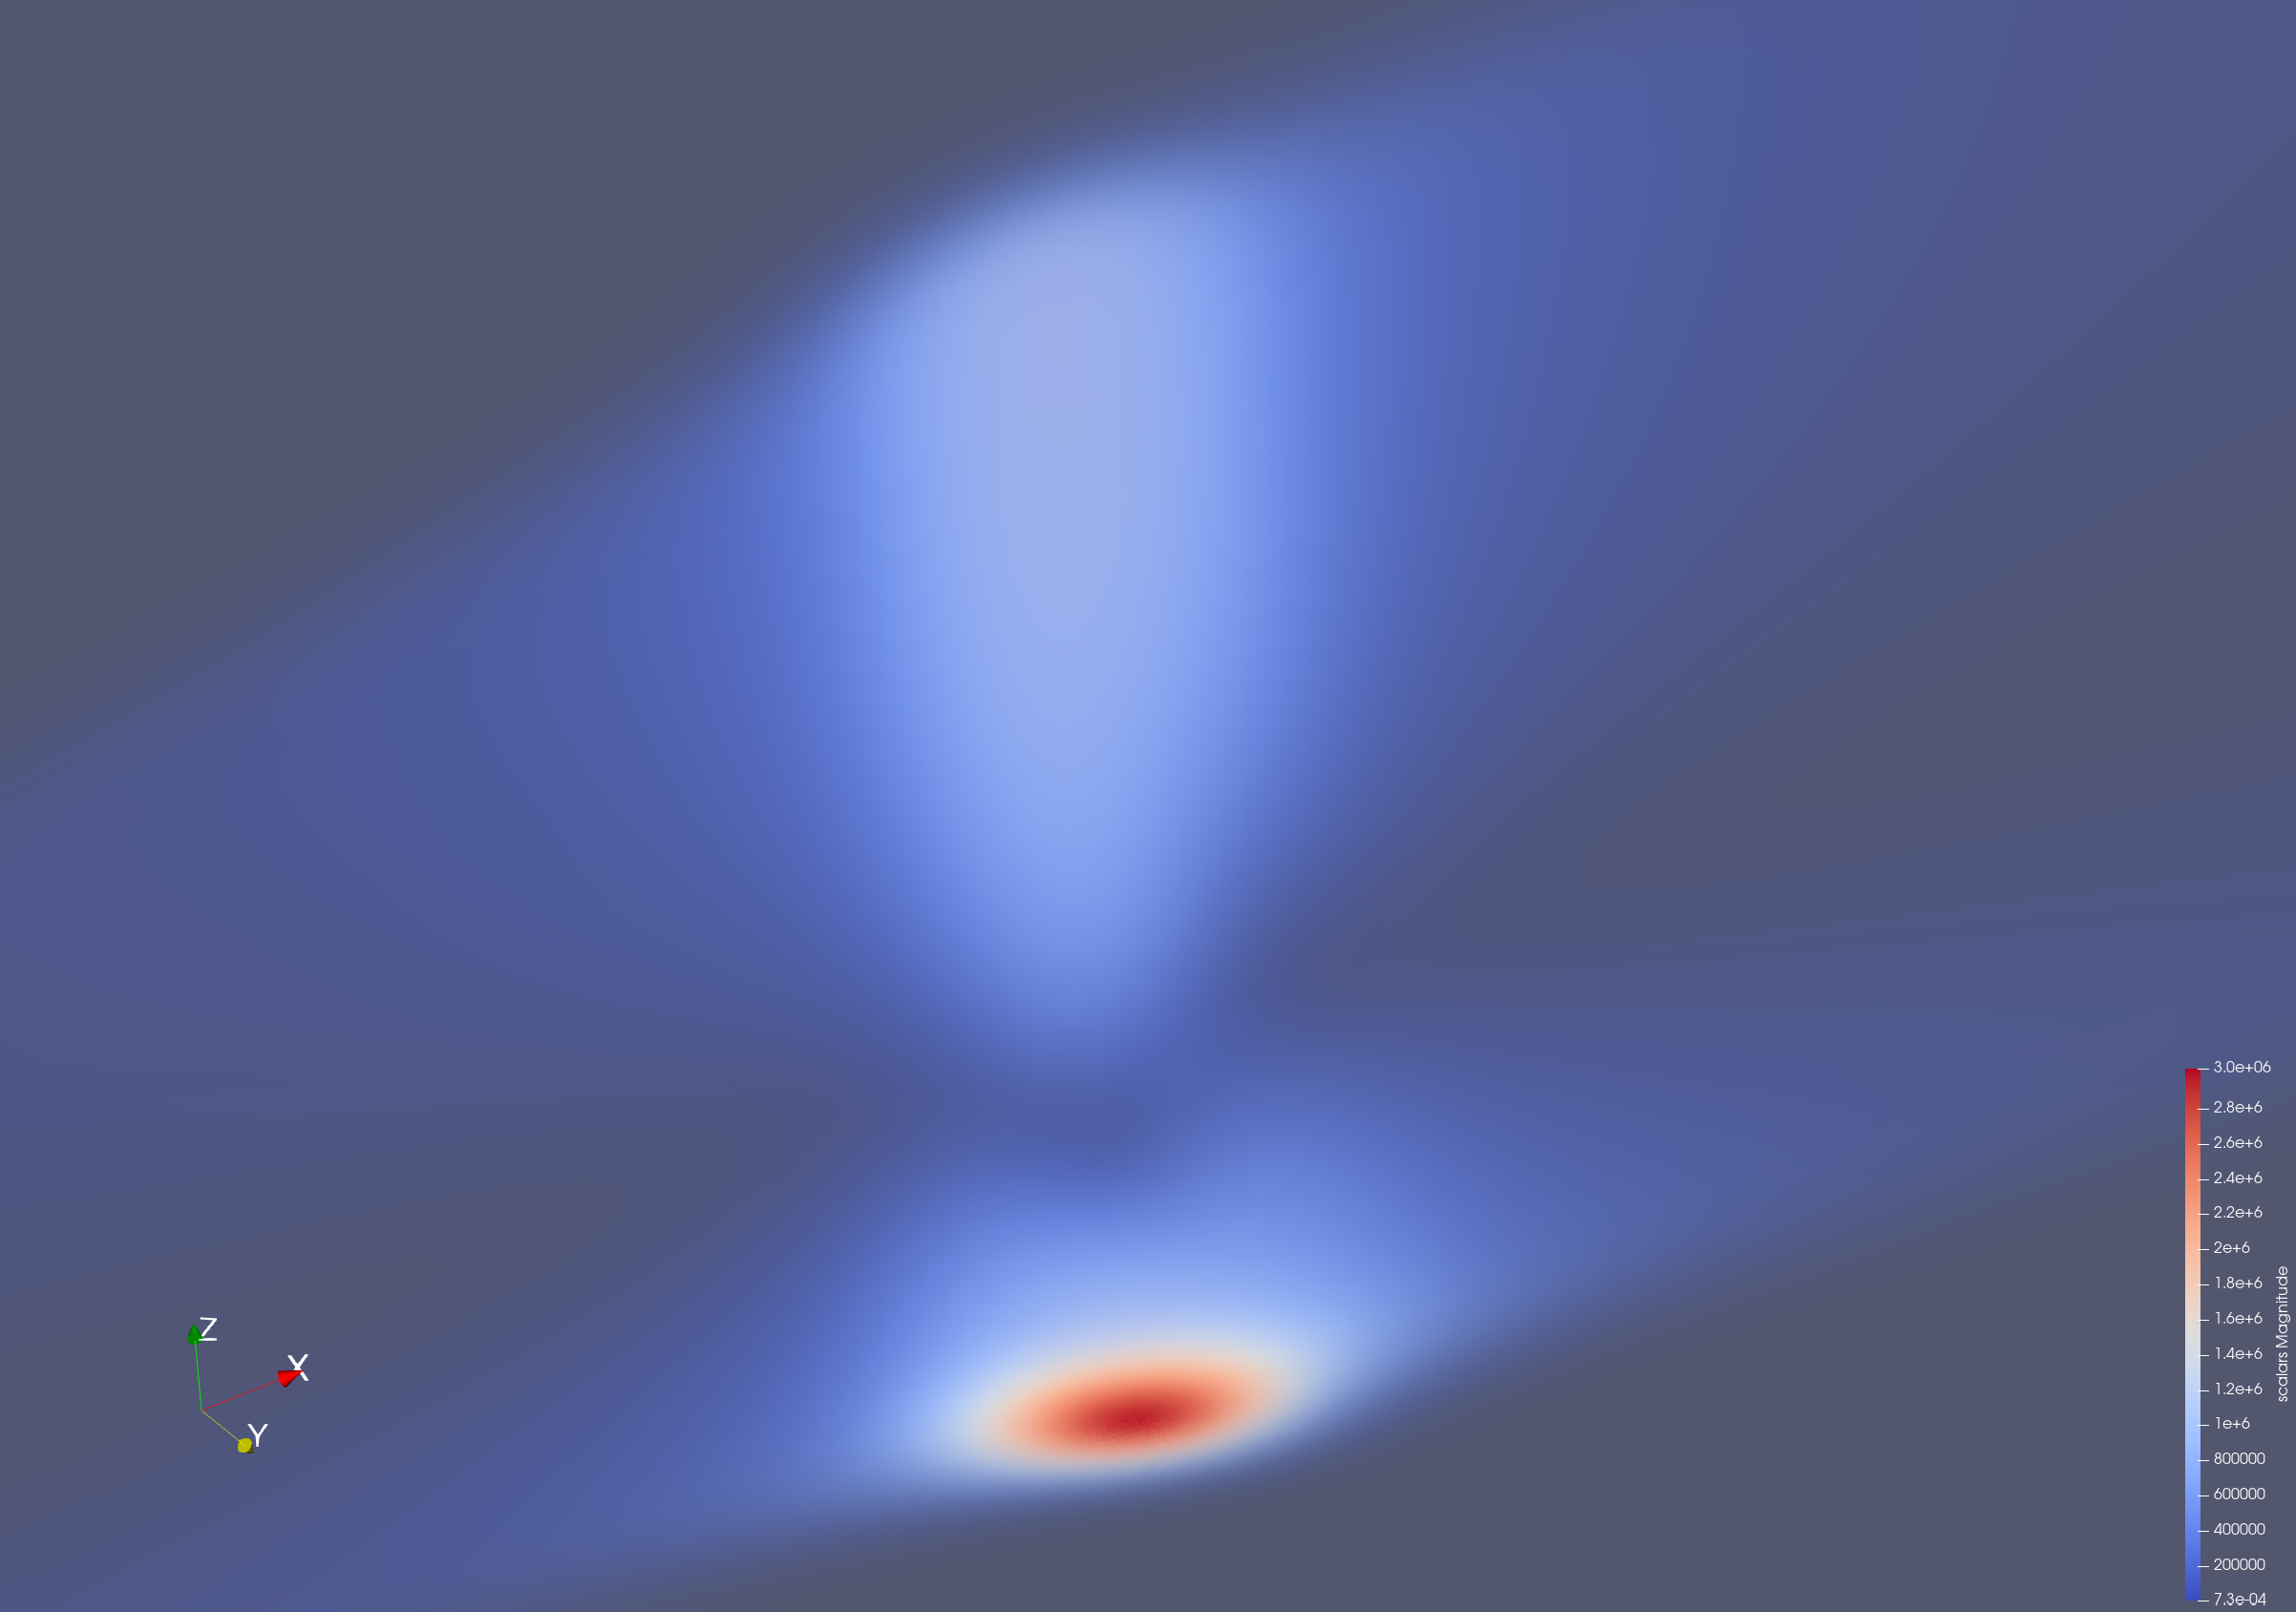 3.0e+06
2.8e+6
2.6e+6
2.4e+6
2.2e+6
2e+6
1.8e+6
1.6e+6
1.4e+6
1.2e+6
1e+6
800000
600000
400000
200000
7.3e-04
scalars Magnitude
Z
X
Y